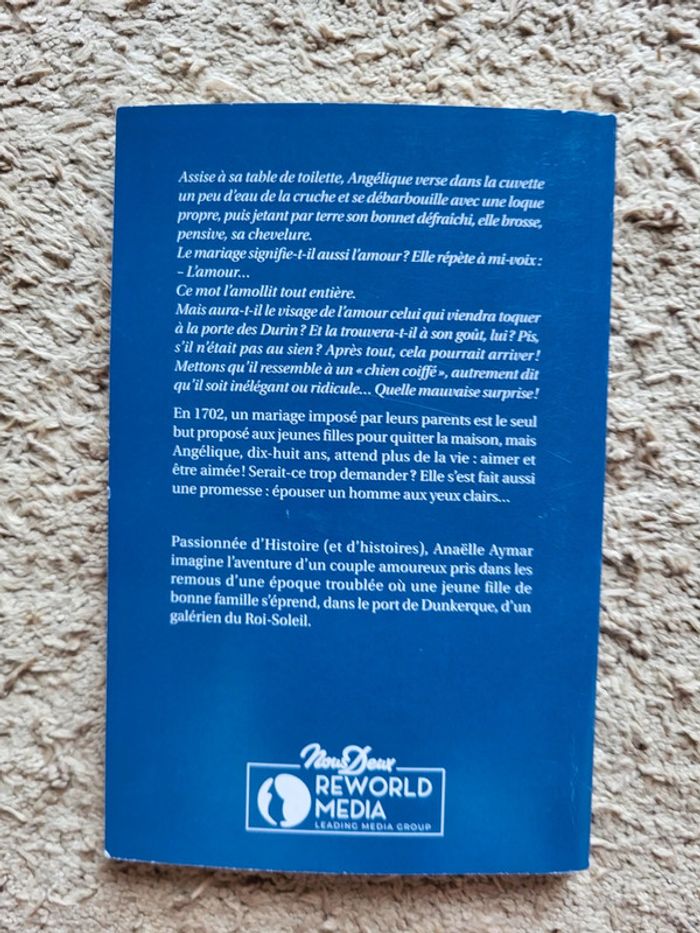 Assise à sa table de toilette, Angélique verse dans la cuvette
un peu d'eau de la cruche et se débarbouille avec une loque
propre, puis jetant par terre son bonnet défraîchi, elle brosse,
pensive, sa chevelure.
Le mariage signifie-t-il aussi l'amour ? Elle répète à mi-voix :
– L'amour…
Ce mot l'amollit tout entière.
Mais aura-t-il le visage de l'amour celui qui viendra toquer
à la porte des Durin ? Et la trouvera-t-il à son goût, lui ? Pis,
s'il n'était pas au sien ? Après tout, cela pourrait arriver !
Mettons qu'il ressemble à un « chien coiffé », autrement dit
qu'il soit inélégant ou ridicule… Quelle mauvaise surprise !
En 1702, un mariage imposé par leurs parents est le seul
but proposé aux jeunes filles pour quitter la maison, mais
Angélique, dix-huit ans, attend plus de la vie : aimer et
être aimée ! Serait-ce trop demander ? Elle s'est fait aussi
une promesse : épouser un homme aux yeux clairs…
Passionnée d'Histoire (et d'histoires), Anaëlle Aymar
imagine l'aventure d'un couple amoureux pris dans les
remous d'une époque troublée où une jeune fille de
bonne famille s'éprend, dans le port de Dunkerque, d'un
galérien du Roi-Soleil.
Nous Deux
REWORLD
MEDIA
LEADING MEDIA GROUP